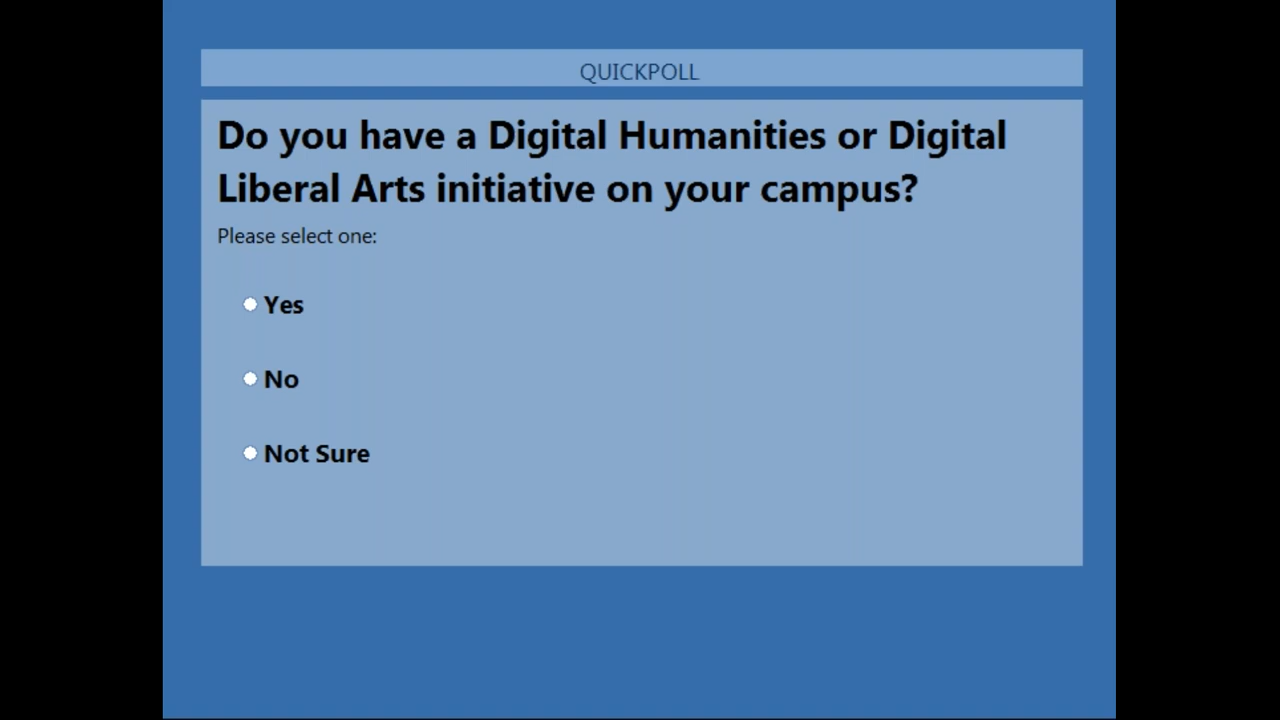 QUICKPOLL
Do you have a Digital Humanities or Digital
Liberal Arts initiative on your campus?
Please select one:
Yes
No
Not Sure